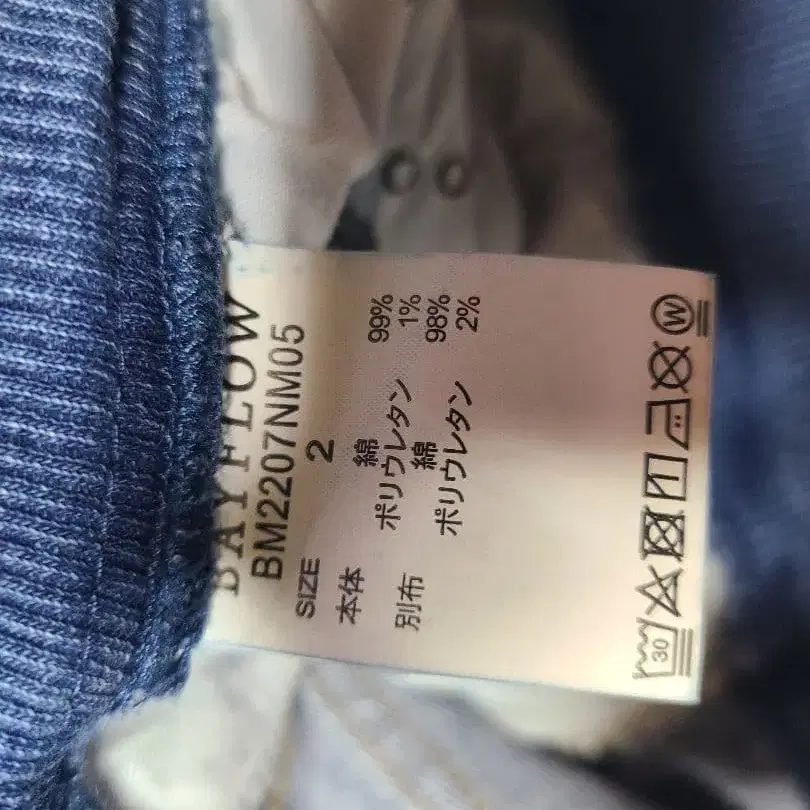 BAYFLOW
BM2207NM05
SIZE 2
本体 綿 99%
ポリウレタン 1%
別布 綿 98%
ポリウレタン 2%
30 W